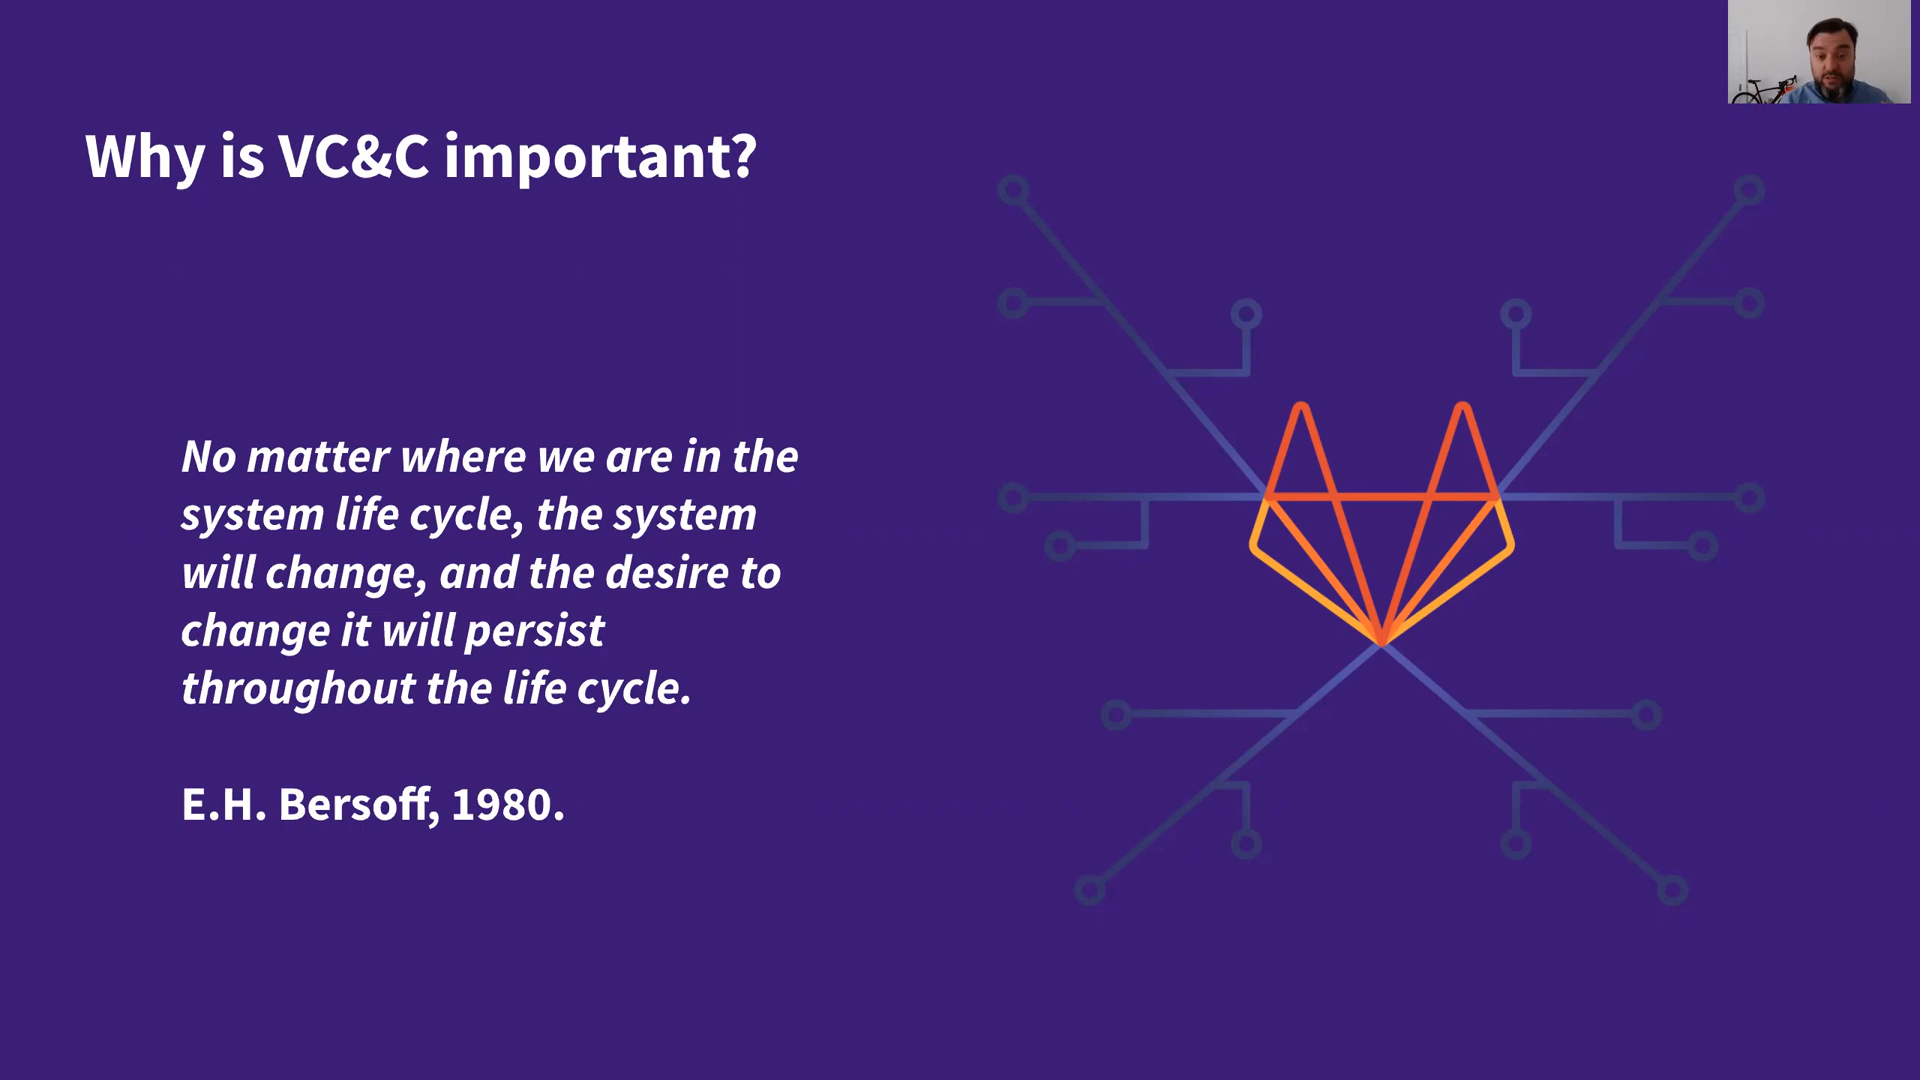 Why is VC&C important?
No matter where we are in the
system life cycle, the system
will change, and the desire to
change it will persist
throughout the life cycle.
E.H. Bersoff, 1980.